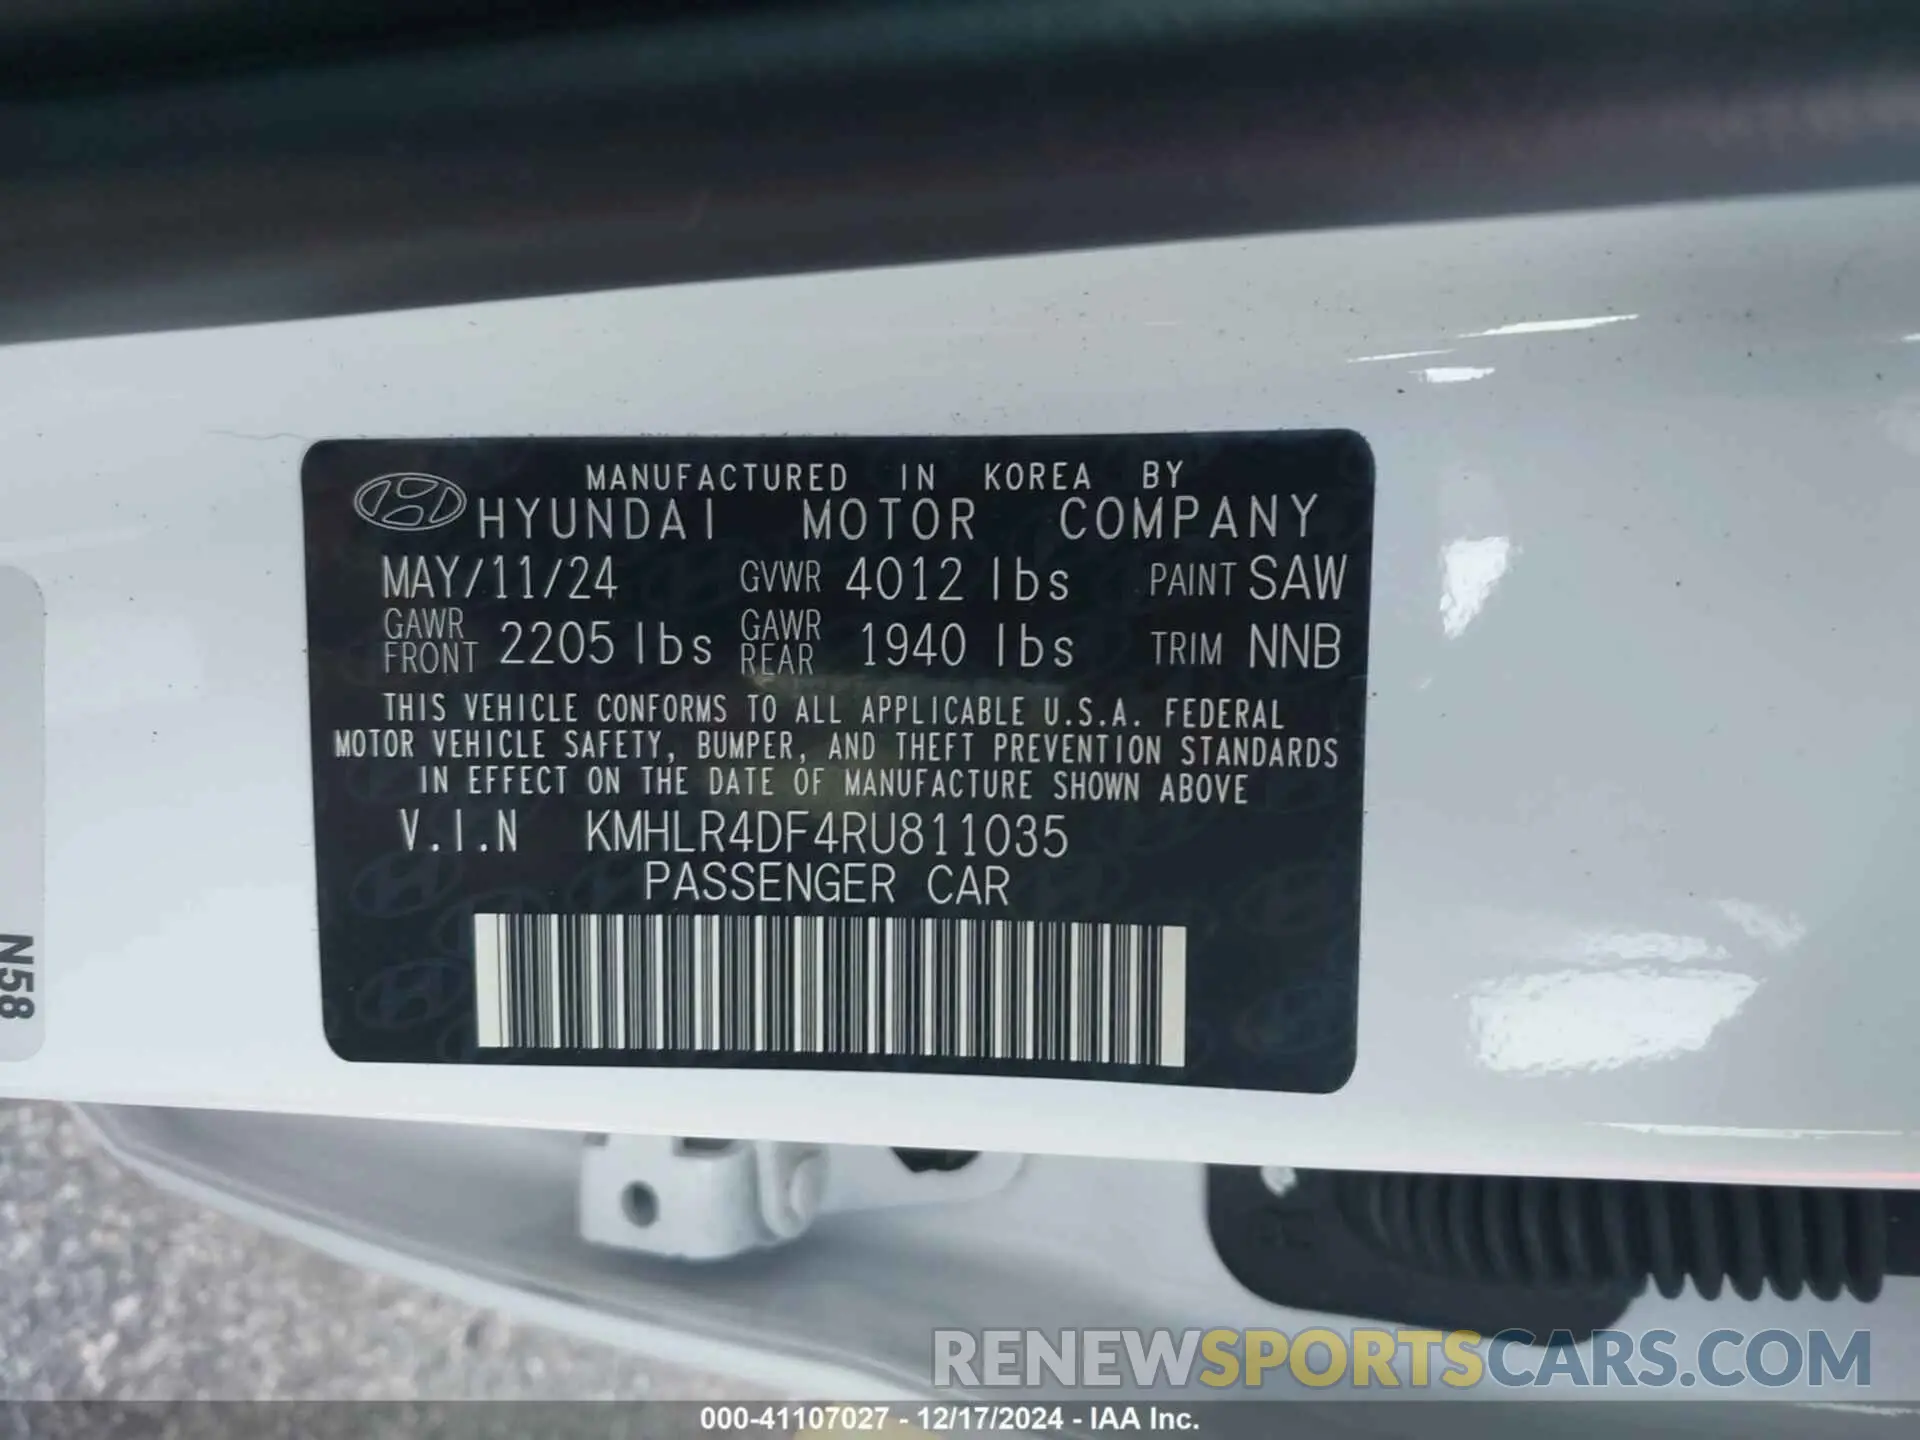 MANUFACTURED IN KOREA BY
HYUNDAI MOTOR COMPANY
MAY/11/24 GVWR 4012 lbs PAINT SAW
GAWR FRONT 2205 lbs GAWR REAR 1940 lbs TRIM NNB
THIS VEHICLE CONFORMS TO ALL APPLICABLE U.S.A. FEDERAL
MOTOR VEHICLE SAFETY, BUMPER, AND THEFT PREVENTION STANDARDS
IN EFFECT ON THE DATE OF MANUFACTURE SHOWN ABOVE
V.I.N KMHLR4DF4RU811035
PASSENGER CAR
N58
RENEWSPORTSCARS.COM
000-41107027 - 12/17/2024 - IAA Inc.